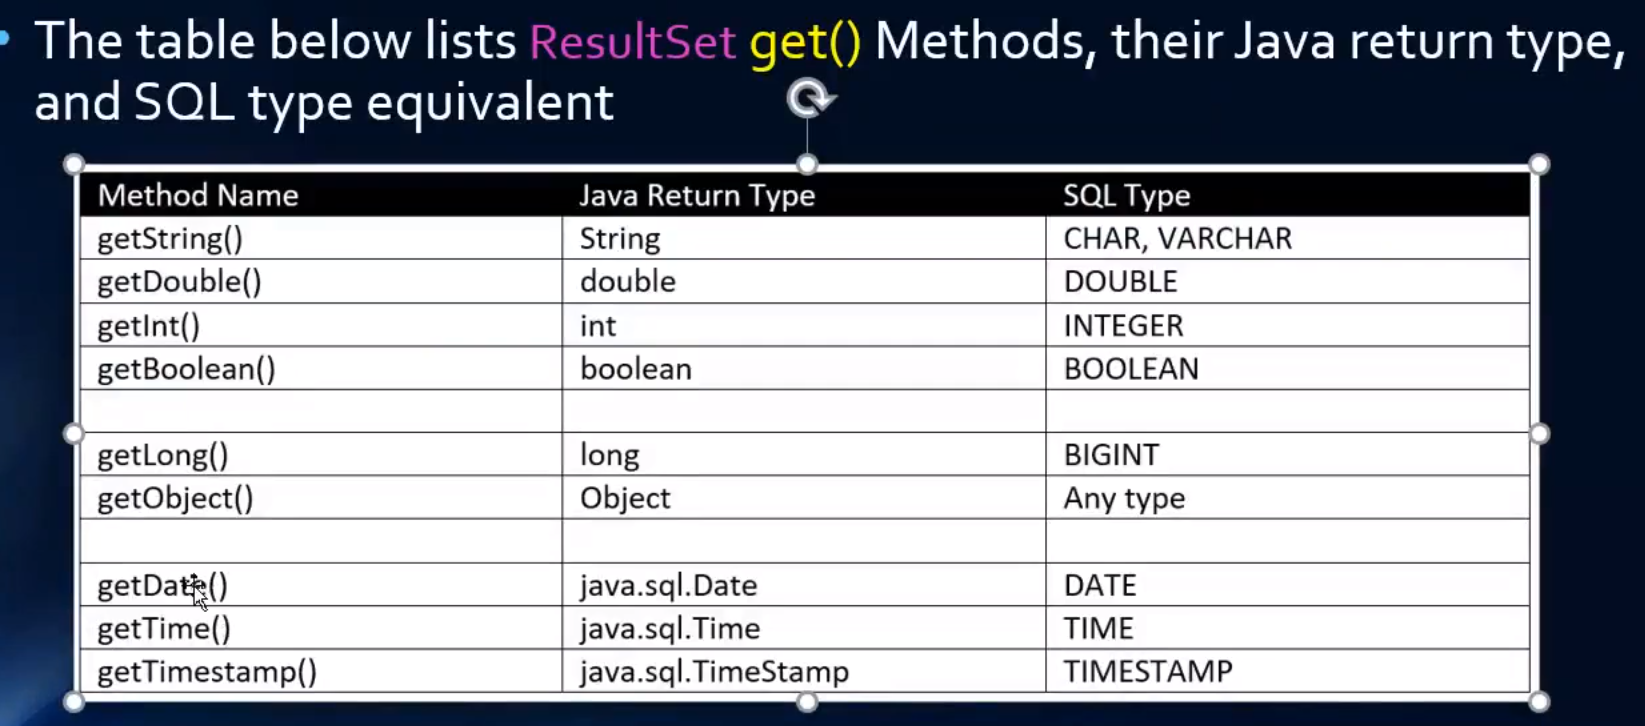 • The table below lists ResultSet get() Methods, their Java return type,
and SQL type equivalent
Method Name Java Return Type SQL Type
getString() String CHAR, VARCHAR
getDouble() double DOUBLE
getInt() int INTEGER
getBoolean() boolean BOOLEAN
getLong() long BIGINT
getObject() Object Any type
getDate() java.sql.Date DATE
getTime() java.sql.Time TIME
getTimestamp() java.sql.TimeStamp TIMESTAMP